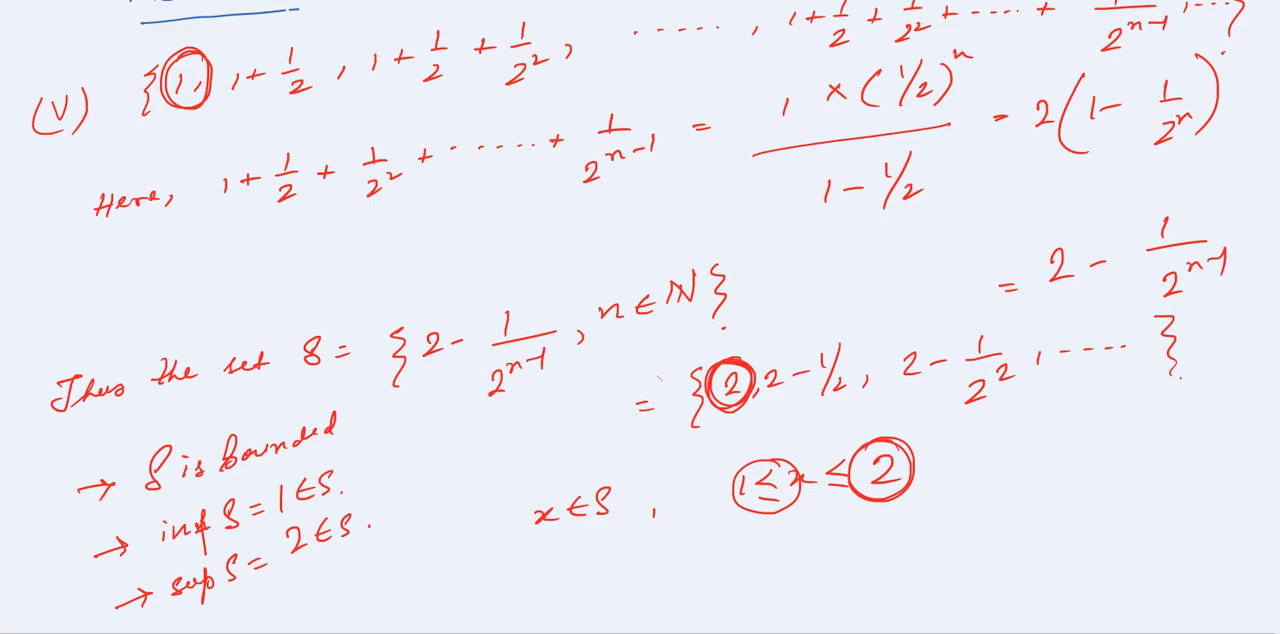 (V) {1, 1 + 1/2, 1 + 1/2 + 1/2², ....., 1 + 1/2 + 1/2² + .... + 1/2ⁿ⁻¹, ...}
Here, 1 + 1/2 + 1/2² + ...... + 1/2ⁿ⁻¹ = (1 × (1/2)ⁿ)/(1 - 1/2) = 2(1 - 1/2ⁿ)
= 2 - 1/2ⁿ⁻¹
Thus the set S = {2 - 1/2ⁿ⁻¹, n ∈ ℕ}.
= {2, 2 - 1/2, 2 - 1/2², ....}.
→ S is bounded
→ inf S = 1 ∈ S. x ∈ S, 1 ≤ x ≤ 2
→ sup S = 2 ∈ S.